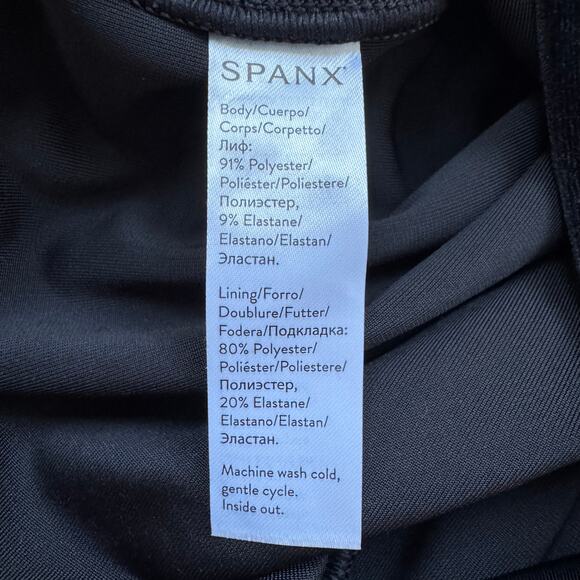 SPANX
Body/Cuerpo/
Corps/Corpetto/
Лиф:
91% Polyester/
Poliéster/Poliestere/
Полиэстер,
9% Elastane/
Elastano/Elastan/
Эластан.
Lining/Forro/
Doublure/Futter/
Fodera/Подкладка:
80% Polyester/
Poliéster/Poliestere/
Полиэстер,
20% Elastane/
Elastano/Elastan/
Эластан.
Machine wash cold,
gentle cycle.
Inside out.